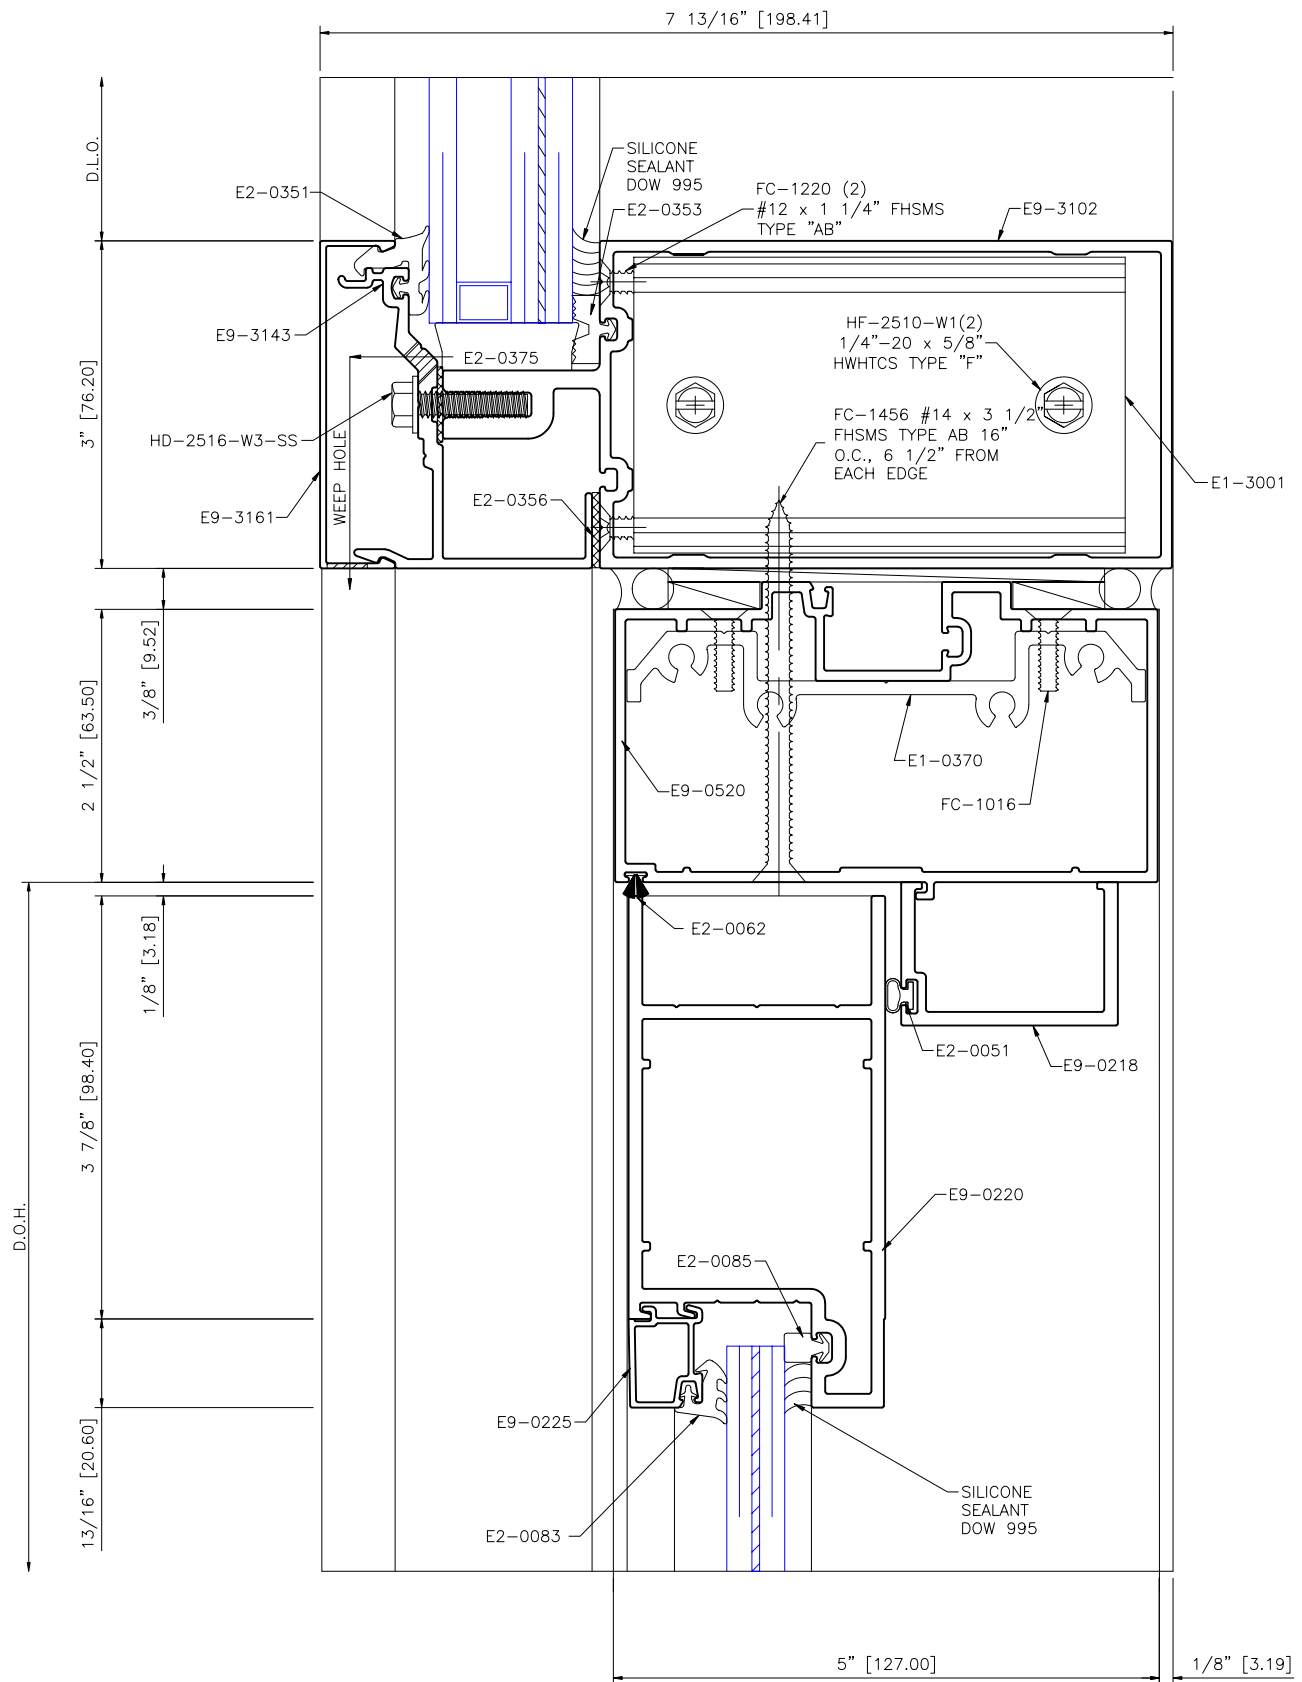 7 13/16" [198.41]
D.L.O.
SILICONE
SEALANT
DOW 995
E2-0351
E2-0353
FC-1220 (2)
#12 x 1 1/4" FHSMS
TYPE "AB"
E9-3102
E9-3143
E2-0375
HF-2510-W1(2)
1/4"-20 x 5/8"
HWHTCS TYPE "F"
3" [76.20]
HD-2516-W3-SS
WEEP HOLE
FC-1456 #14 x 3 1/2"
FHSMS TYPE AB 16"
O.C., 6 1/2" FROM
EACH EDGE
E1-3001
E2-0356
E9-3161
3/8" [9.52]
2 1/2" [63.50]
E1-0370
E9-0520
FC-1016
E2-0062
1/8" [3.18]
E2-0051
E9-0218
3 7/8" [98.40]
E9-0220
D.O.H.
E2-0085
E9-0225
13/16" [20.60]
E2-0083
SILICONE
SEALANT
DOW 995
5" [127.00]
1/8" [3.19]